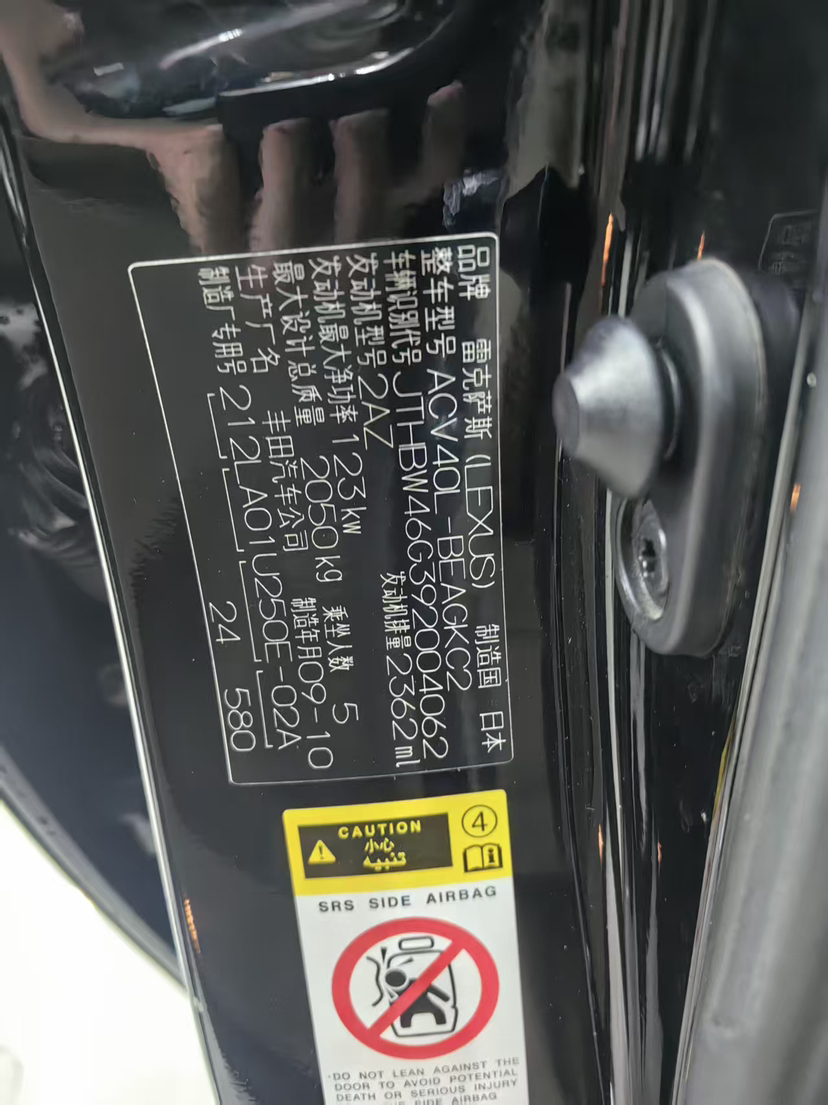 品牌 雷克萨斯(LEXUS) 制造国 日本
整车型号 ACV40L-BEAGKC2
车辆识别代号 JTHBW46G392004062
发动机型号 2AZ 发动机排量 2362ml
发动机最大净功率 123kw 乘坐人数 5
最大设计总质量 2050kg 制造年月 09-10
生产厂名 丰田汽车公司
制造厂专用号 212LA01U250E-02A
24 580
CAUTION
小心
تنبيه
4
SRS SIDE AIRBAG
·DO NOT LEAN AGAINST THE
DOOR TO AVOID POTENTIAL
DEATH OR SERIOUS INJURY
SIDE AIRBAG